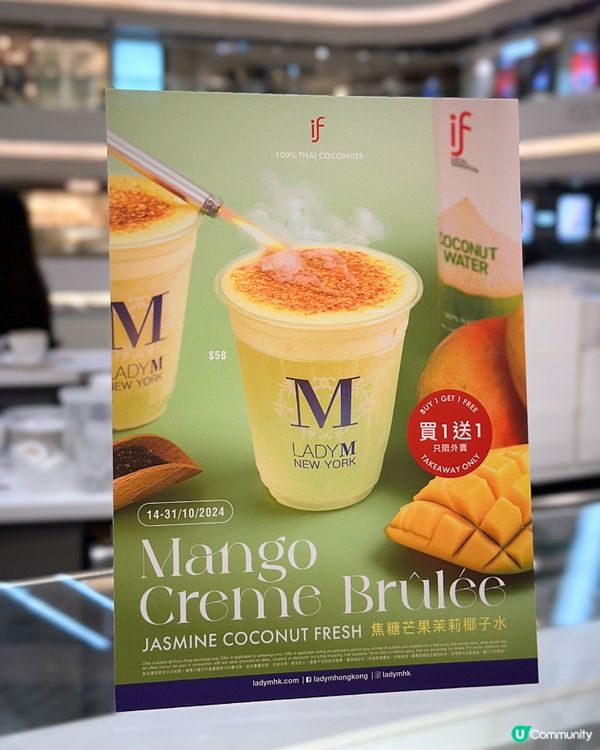 if
100% THAI COCONUTS
if
COCONUT
WATER
M
LADY M
NEW YORK
$58
M
LADY M
NEW YORK
BUY 1 GET 1 FREE
買1送1
只限外賣
TAKEAWAY ONLY
14-31/10/2024
Mango
Creme Brûlée
JASMINE COCONUT FRESH 焦糖芒果茉莉椰子水
ladymhk.com | ladymhongkong | ladymhk
U Community